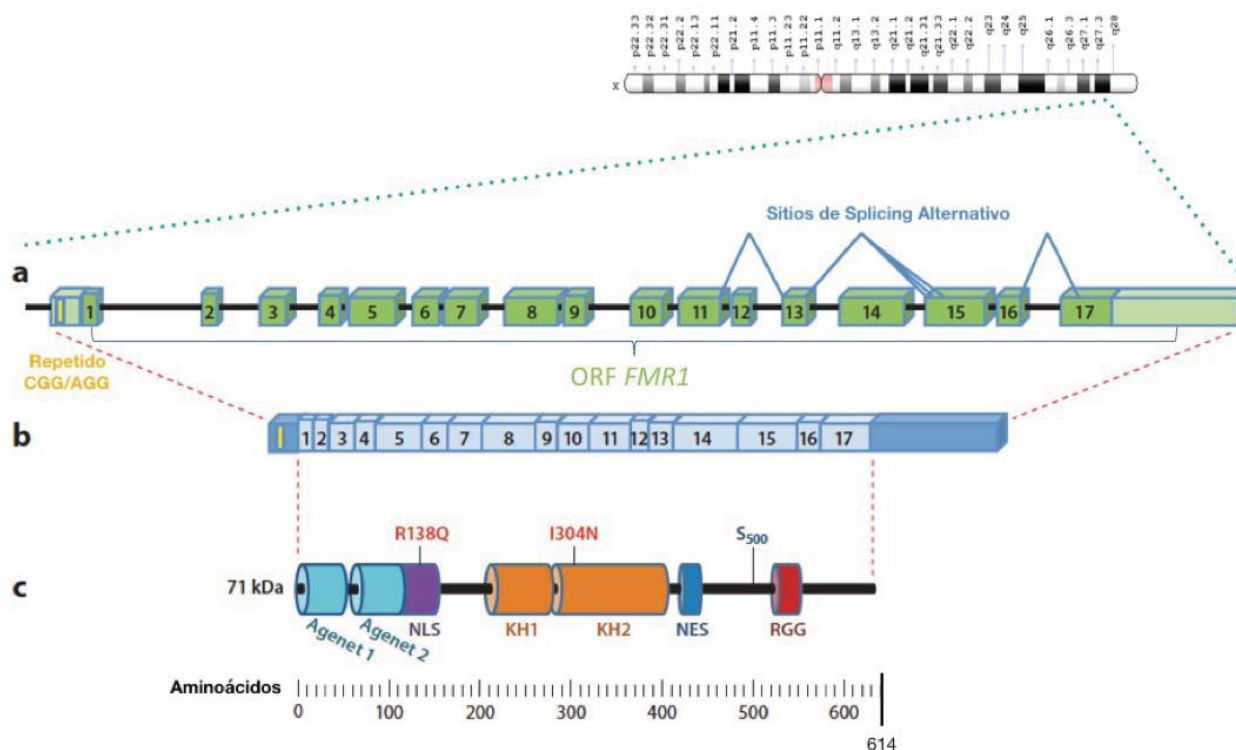 p22.33 p22.32 p22.31 p22.2 p22.13 p22.11 p21.2 p11.4 p11.3 p11.23 p11.22 p11.1 q11.2 q13.1 q13.2 q21.1 q21.2 q21.31 q21.33 q22.1 q22.2 q23 q24 q25 q26.1 q26.3 q27.1 q27.3 q28
X
Sitios de Splicing Alternativo
a
1 2 3 4 5 6 7 8 9 10 11 12 13 14 15 16 17
Repetido
CGG/AGG
ORF FMR1
b
1 2 3 4 5 6 7 8 9 10 11 12 13 14 15 16 17
R138Q I304N S500
c
71 kDa
Agenet 1 Agenet 2 NLS KH1 KH2 NES RGG
Aminoácidos
0 100 200 300 400 500 600
614